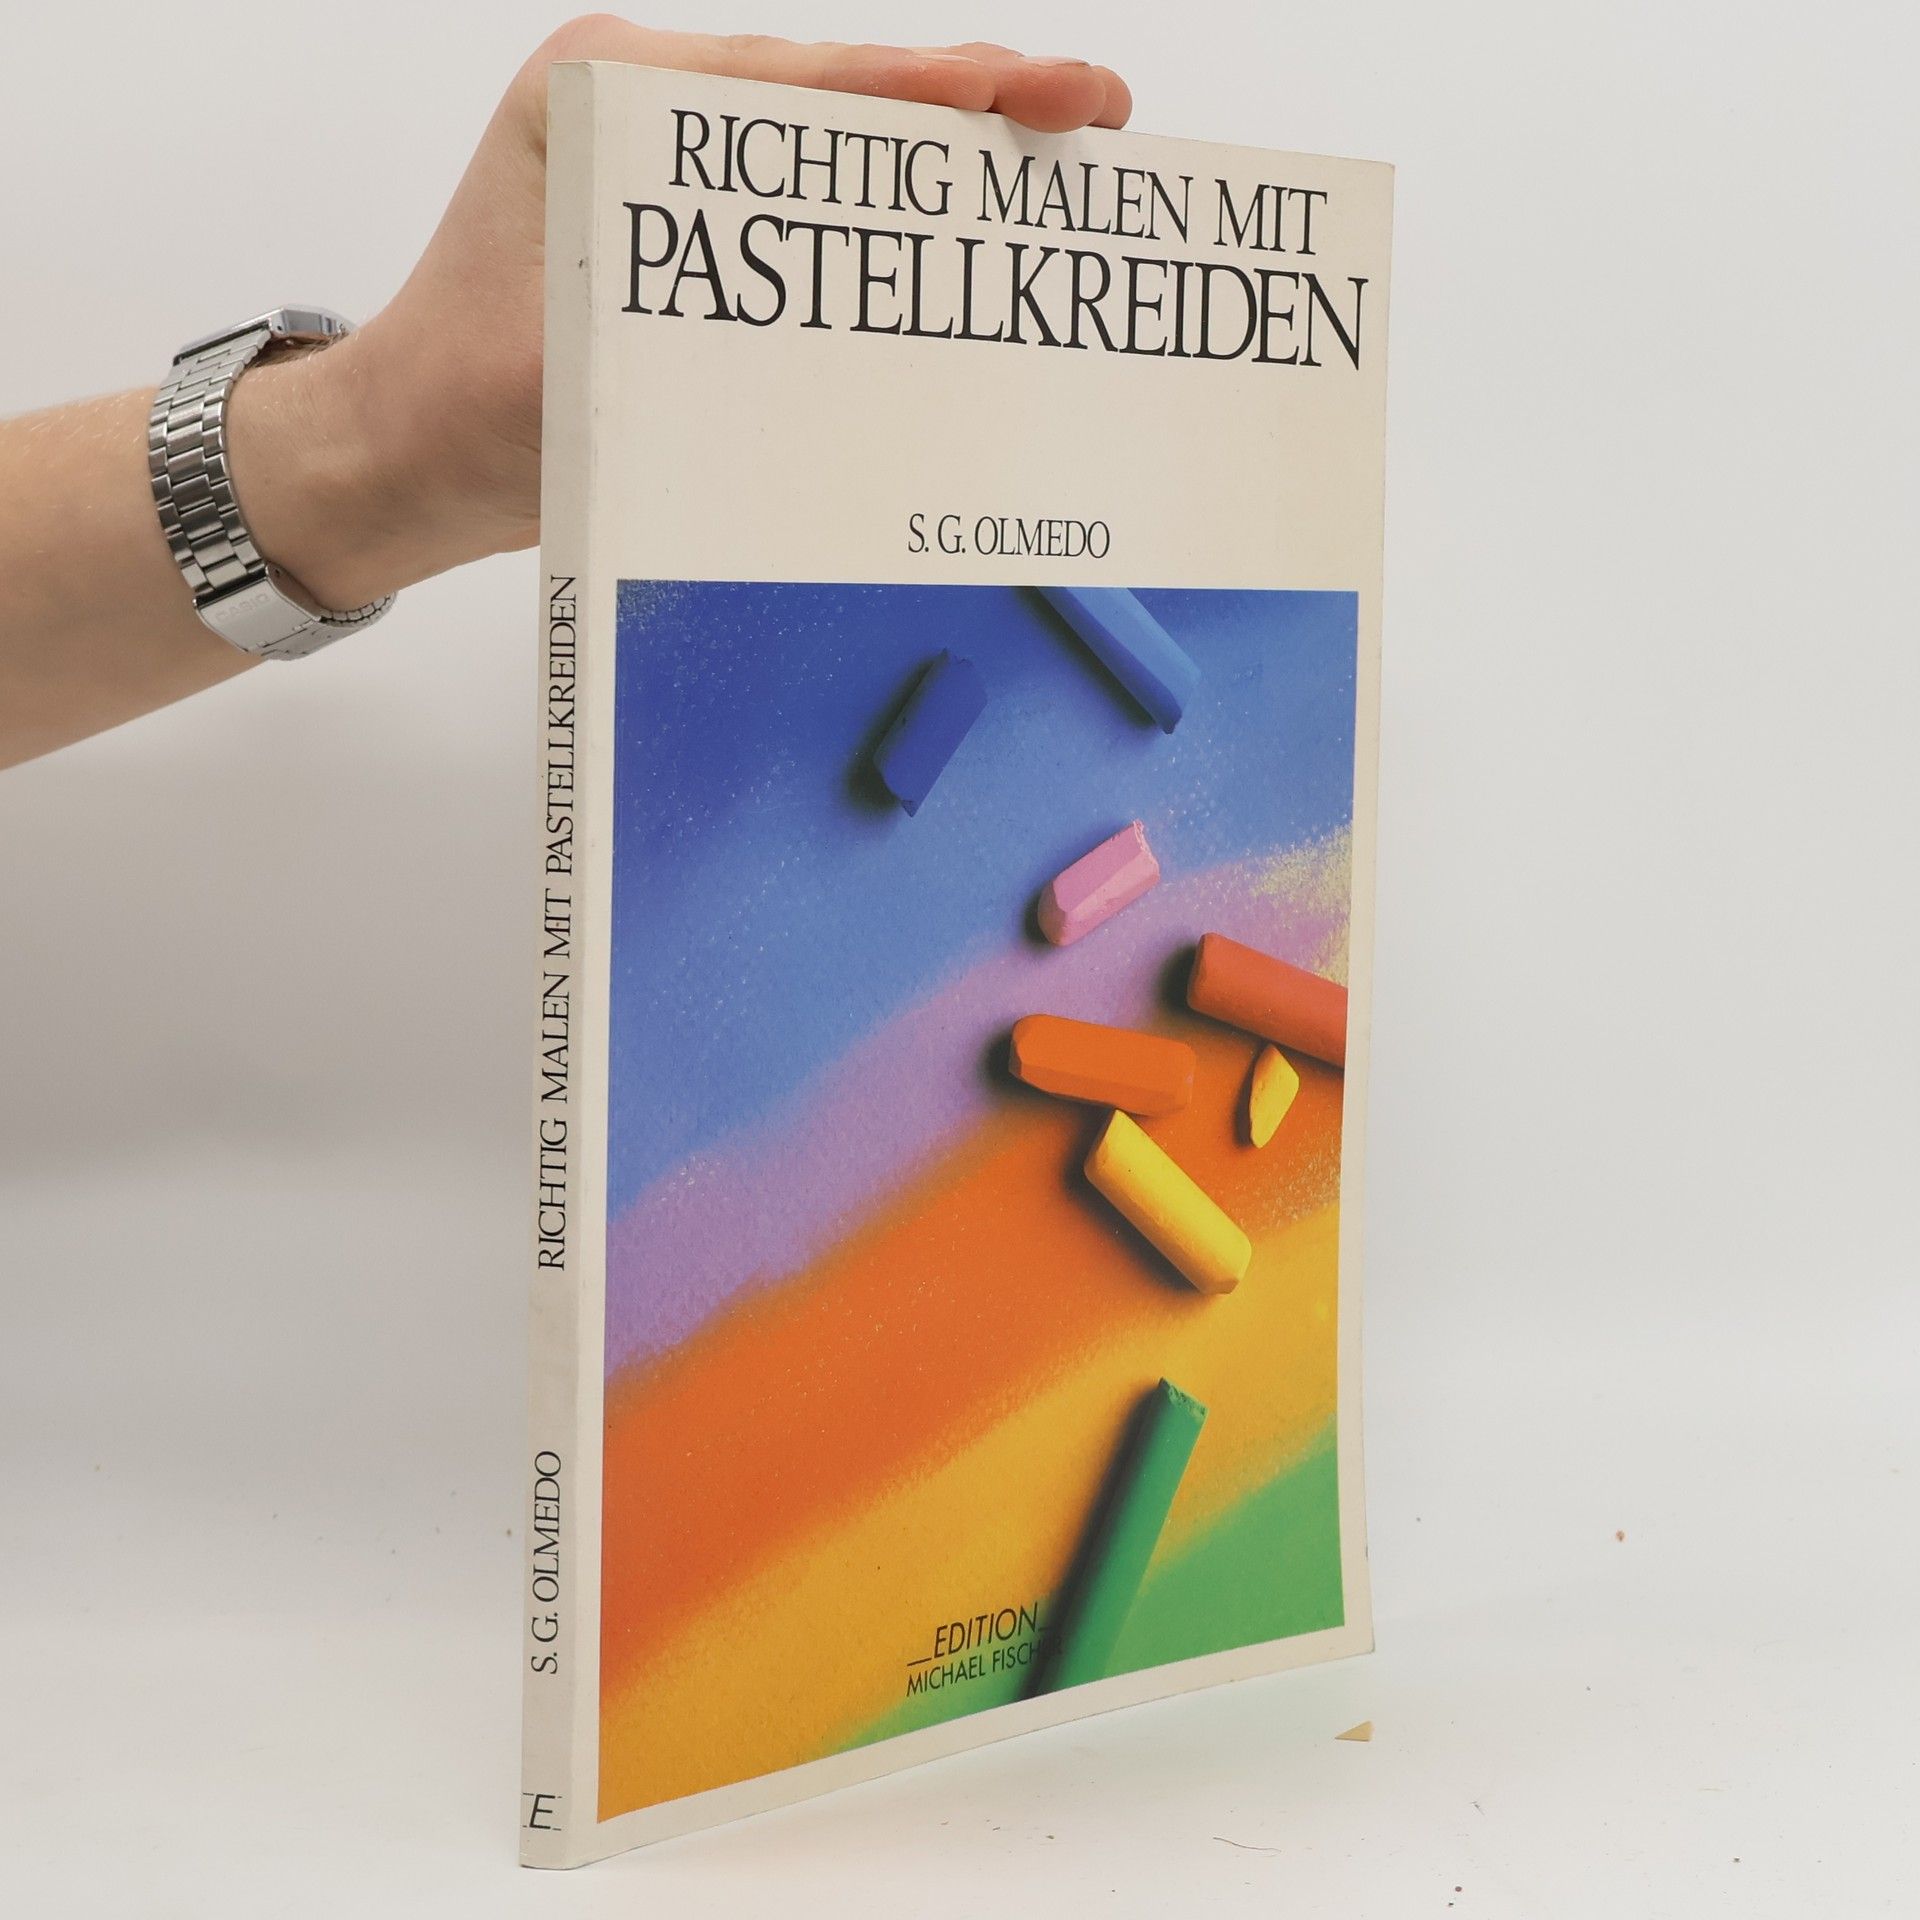 RICHTIG MALEN MIT
PASTELLKREIDEN
S. G. OLMEDO
EDITION
MICHAEL FISCHER
S. G. OLMEDO RICHTIG MALEN MIT PASTELLKREIDEN
E
CASIO